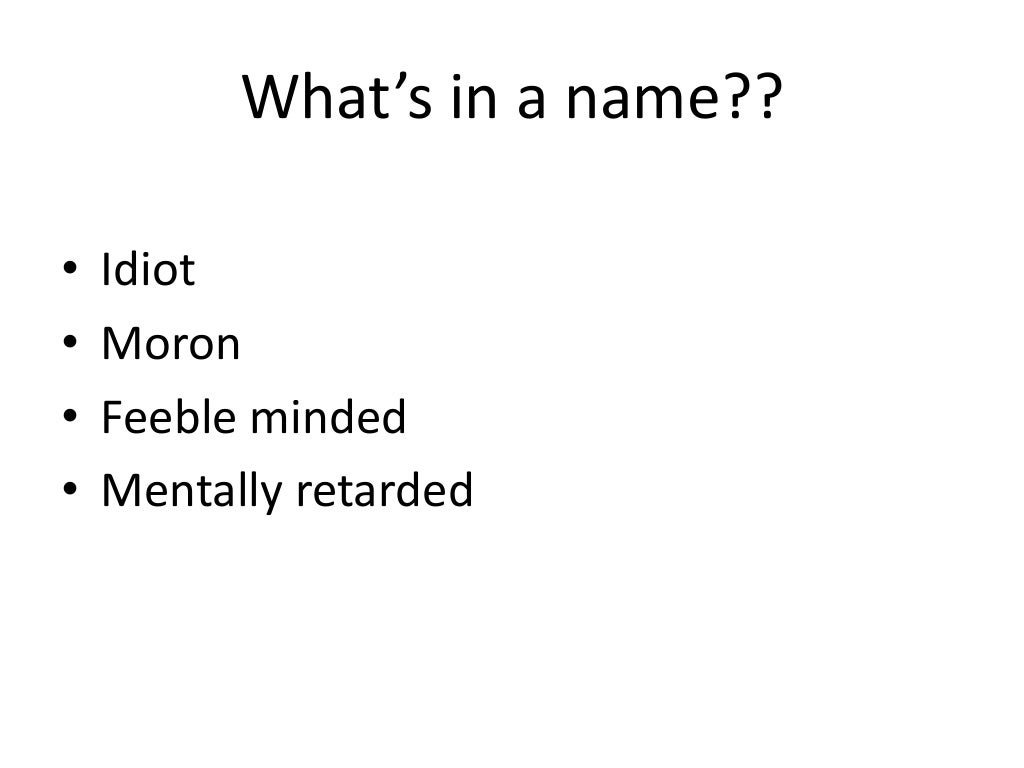 What’s in a name??
• Idiot
• Moron
• Feeble minded
• Mentally retarded